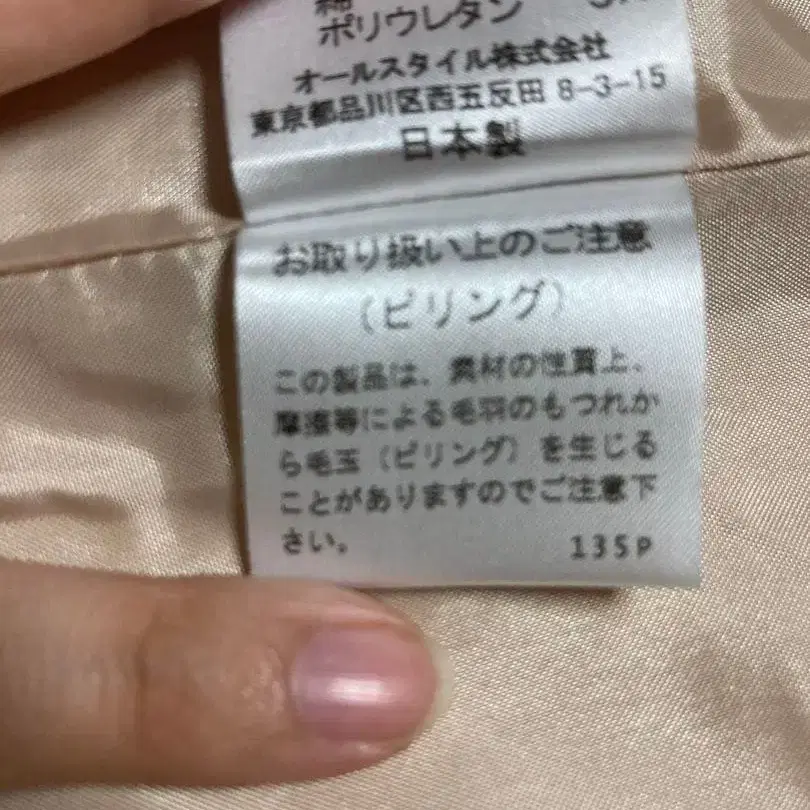 綿
ポリウレタン
オールスタイル株式会社
東京都品川区西五反田 8-3-15
日本製
お取り扱い上のご注意
(ピリング)
この製品は、素材の性質上、
摩擦等による毛羽のもつれか
ら毛玉 (ピリング) を生じる
ことがありますのでご注意下
さい。 135P